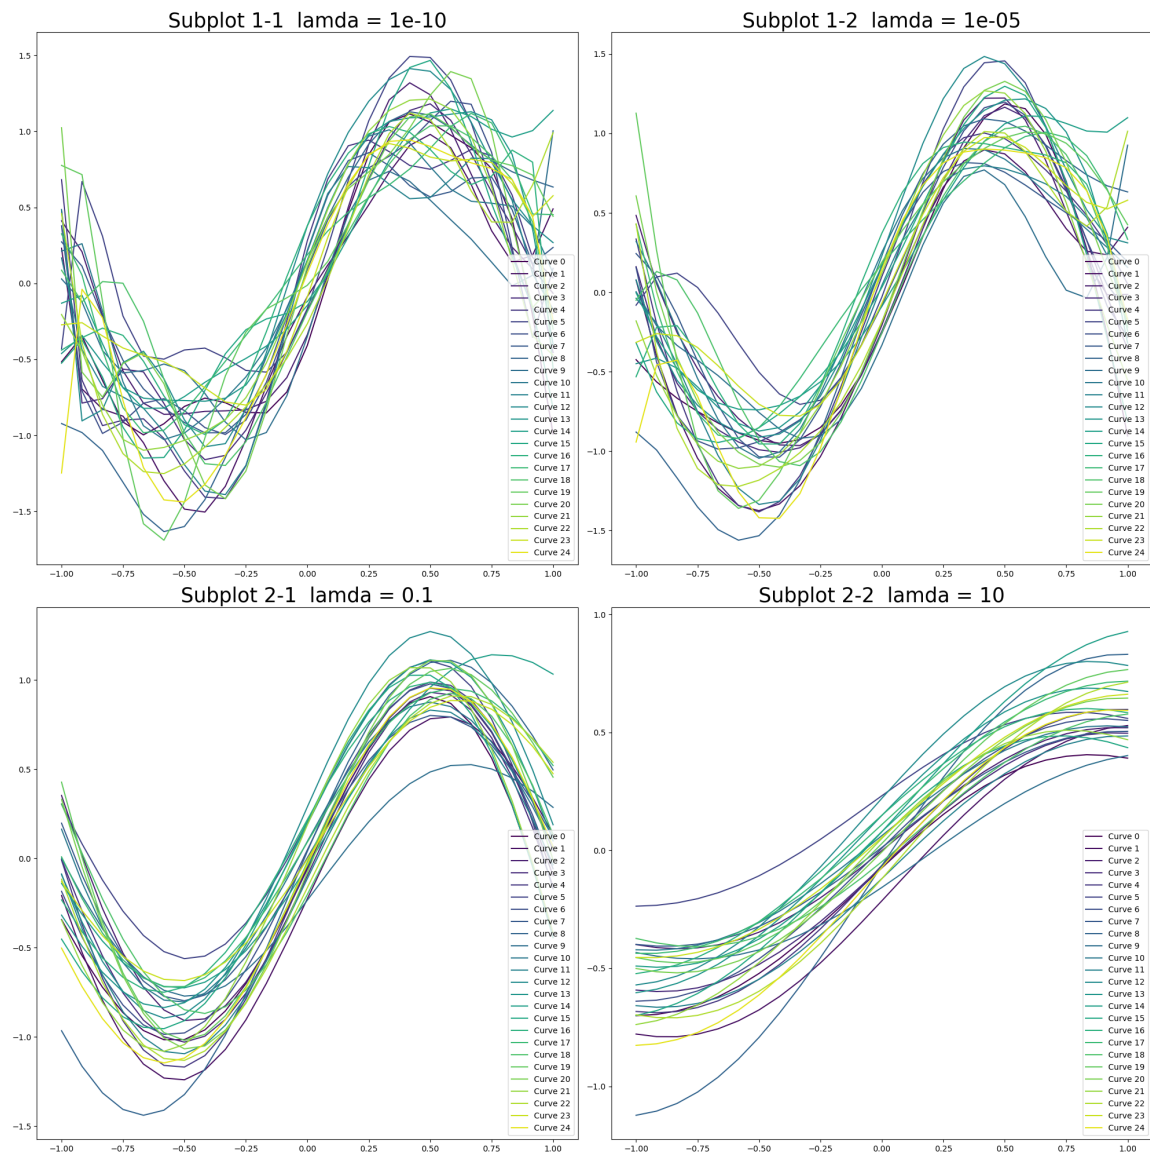 Subplot 1-1  lamda = 1e-10
1.5
1.0
0.5
0.0
−0.5
−1.0
−1.5
−1.00 −0.75 −0.50 −0.25 0.00 0.25 0.50 0.75 1.00
Curve 0
Curve 1
Curve 2
Curve 3
Curve 4
Curve 5
Curve 6
Curve 7
Curve 8
Curve 9
Curve 10
Curve 11
Curve 12
Curve 13
Curve 14
Curve 15
Curve 16
Curve 17
Curve 18
Curve 19
Curve 20
Curve 21
Curve 22
Curve 23
Curve 24
Subplot 1-2  lamda = 1e-05
1.5
1.0
0.5
0.0
−0.5
−1.0
−1.5
−1.00 −0.75 −0.50 −0.25 0.00 0.25 0.50 0.75 1.00
Curve 0
Curve 1
Curve 2
Curve 3
Curve 4
Curve 5
Curve 6
Curve 7
Curve 8
Curve 9
Curve 10
Curve 11
Curve 12
Curve 13
Curve 14
Curve 15
Curve 16
Curve 17
Curve 18
Curve 19
Curve 20
Curve 21
Curve 22
Curve 23
Curve 24
Subplot 2-1  lamda = 0.1
1.0
0.5
0.0
−0.5
−1.0
−1.5
−1.00 −0.75 −0.50 −0.25 0.00 0.25 0.50 0.75 1.00
Curve 0
Curve 1
Curve 2
Curve 3
Curve 4
Curve 5
Curve 6
Curve 7
Curve 8
Curve 9
Curve 10
Curve 11
Curve 12
Curve 13
Curve 14
Curve 15
Curve 16
Curve 17
Curve 18
Curve 19
Curve 20
Curve 21
Curve 22
Curve 23
Curve 24
Subplot 2-2  lamda = 10
1.0
0.5
0.0
−0.5
−1.0
−1.00 −0.75 −0.50 −0.25 0.00 0.25 0.50 0.75 1.00
Curve 0
Curve 1
Curve 2
Curve 3
Curve 4
Curve 5
Curve 6
Curve 7
Curve 8
Curve 9
Curve 10
Curve 11
Curve 12
Curve 13
Curve 14
Curve 15
Curve 16
Curve 17
Curve 18
Curve 19
Curve 20
Curve 21
Curve 22
Curve 23
Curve 24